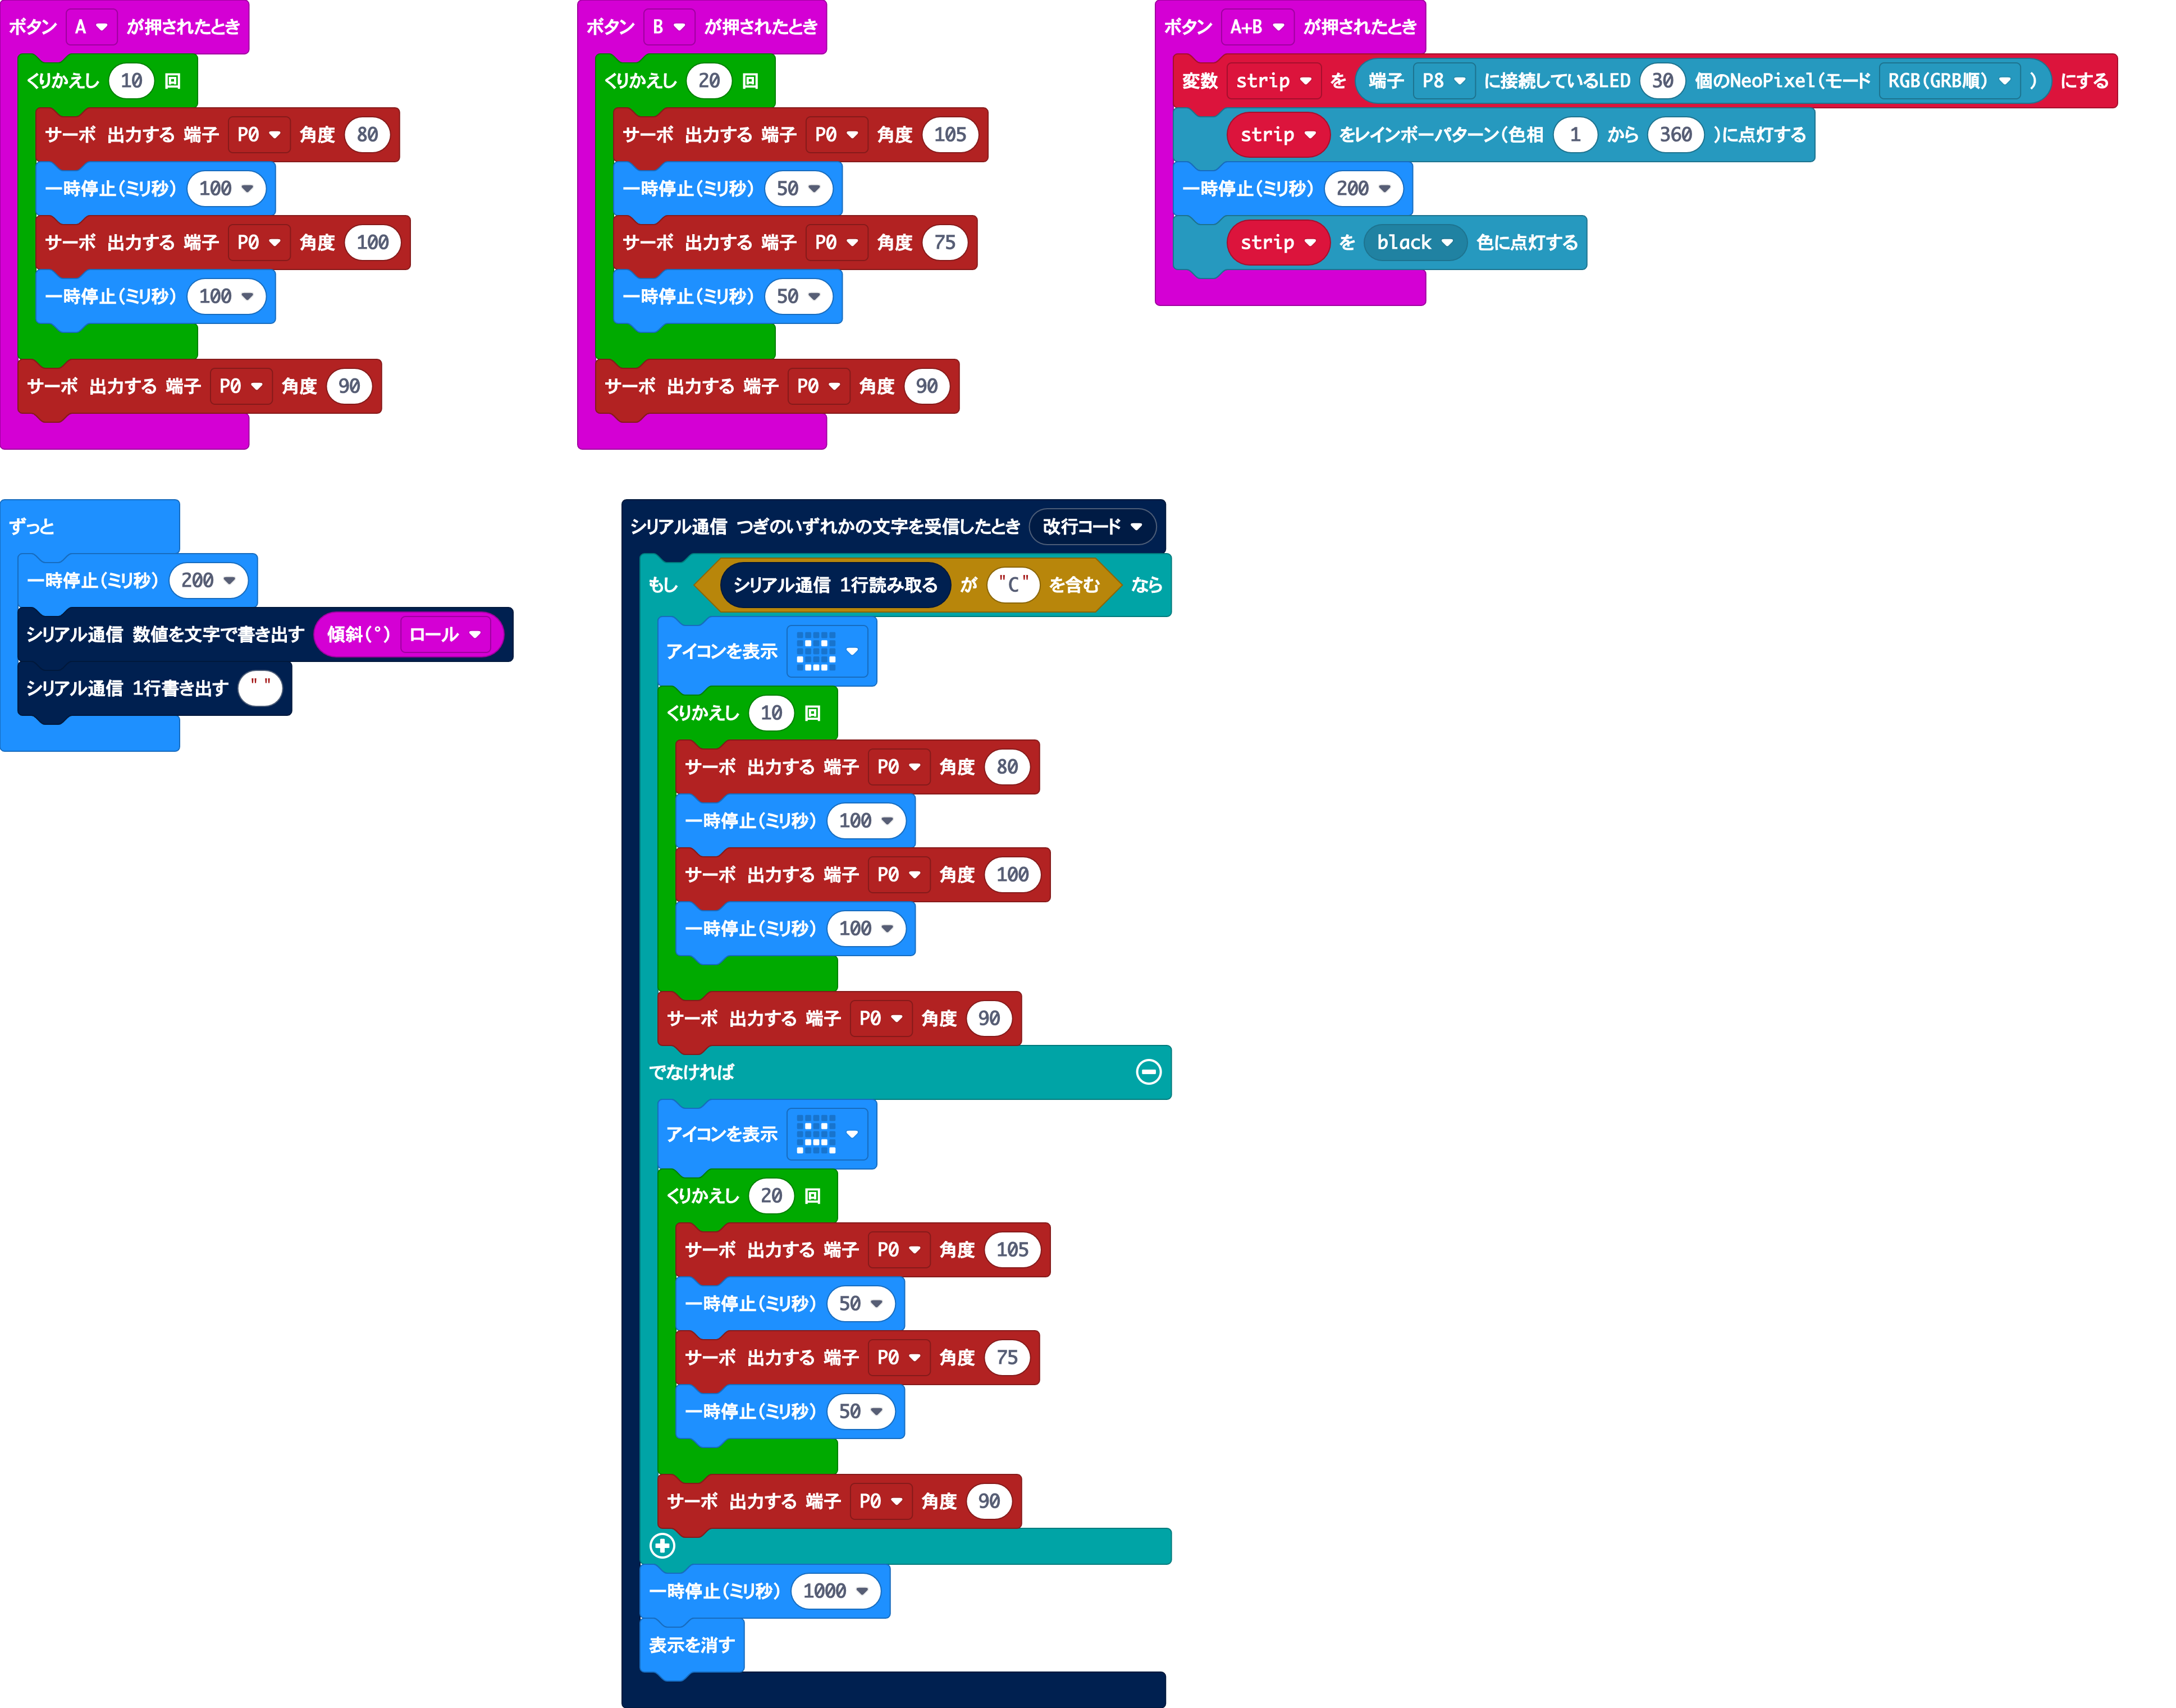 ボタン A が押されたとき
くりかえし 10 回
サーボ 出力する 端子 P0 角度 80
一時停止(ミリ秒) 100
サーボ 出力する 端子 P0 角度 100
一時停止(ミリ秒) 100
サーボ 出力する 端子 P0 角度 90
ボタン B が押されたとき
くりかえし 20 回
サーボ 出力する 端子 P0 角度 105
一時停止(ミリ秒) 50
サーボ 出力する 端子 P0 角度 75
一時停止(ミリ秒) 50
サーボ 出力する 端子 P0 角度 90
ボタン A+B が押されたとき
変数 strip を 端子 P8 に接続しているLED 30 個のNeoPixel(モード RGB(GRB順) ) にする
strip をレインボーパターン(色相 1 から 360 )に点灯する
一時停止(ミリ秒) 200
strip を black 色に点灯する
ずっと
一時停止(ミリ秒) 200
シリアル通信 数値を文字で書き出す 傾斜(°) ロール
シリアル通信 1行書き出す " "
シリアル通信 つぎのいずれかの文字を受信したとき 改行コード
もし シリアル通信 1行読み取る が "C" を含む なら
アイコンを表示
くりかえし 10 回
サーボ 出力する 端子 P0 角度 80
一時停止(ミリ秒) 100
サーボ 出力する 端子 P0 角度 100
一時停止(ミリ秒) 100
サーボ 出力する 端子 P0 角度 90
でなければ
アイコンを表示
くりかえし 20 回
サーボ 出力する 端子 P0 角度 105
一時停止(ミリ秒) 50
サーボ 出力する 端子 P0 角度 75
一時停止(ミリ秒) 50
サーボ 出力する 端子 P0 角度 90
一時停止(ミリ秒) 1000
表示を消す